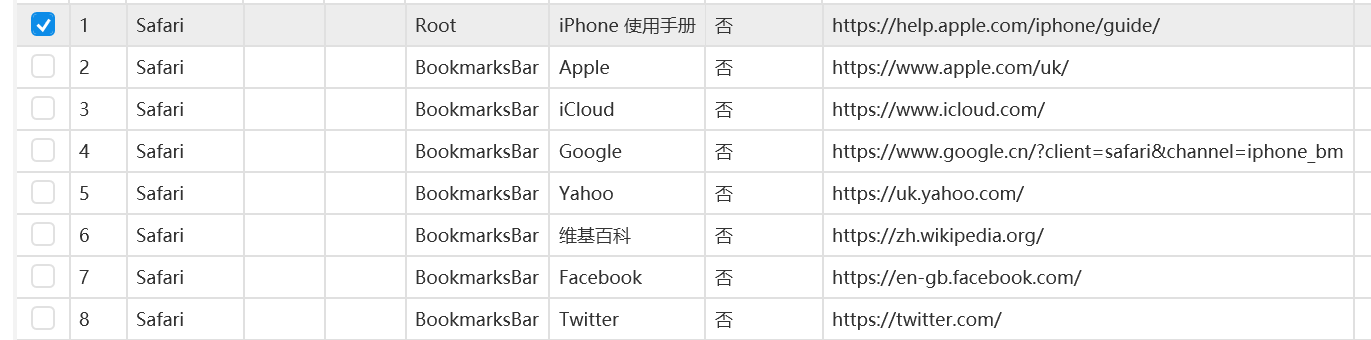 1 Safari Root iPhone 使用手册 否 https://help.apple.com/iphone/guide/
2 Safari BookmarksBar Apple 否 https://www.apple.com/uk/
3 Safari BookmarksBar iCloud 否 https://www.icloud.com/
4 Safari BookmarksBar Google 否 https://www.google.cn/?client=safari&channel=iphone_bm
5 Safari BookmarksBar Yahoo 否 https://uk.yahoo.com/
6 Safari BookmarksBar 维基百科 否 https://zh.wikipedia.org/
7 Safari BookmarksBar Facebook 否 https://en-gb.facebook.com/
8 Safari BookmarksBar Twitter 否 https://twitter.com/